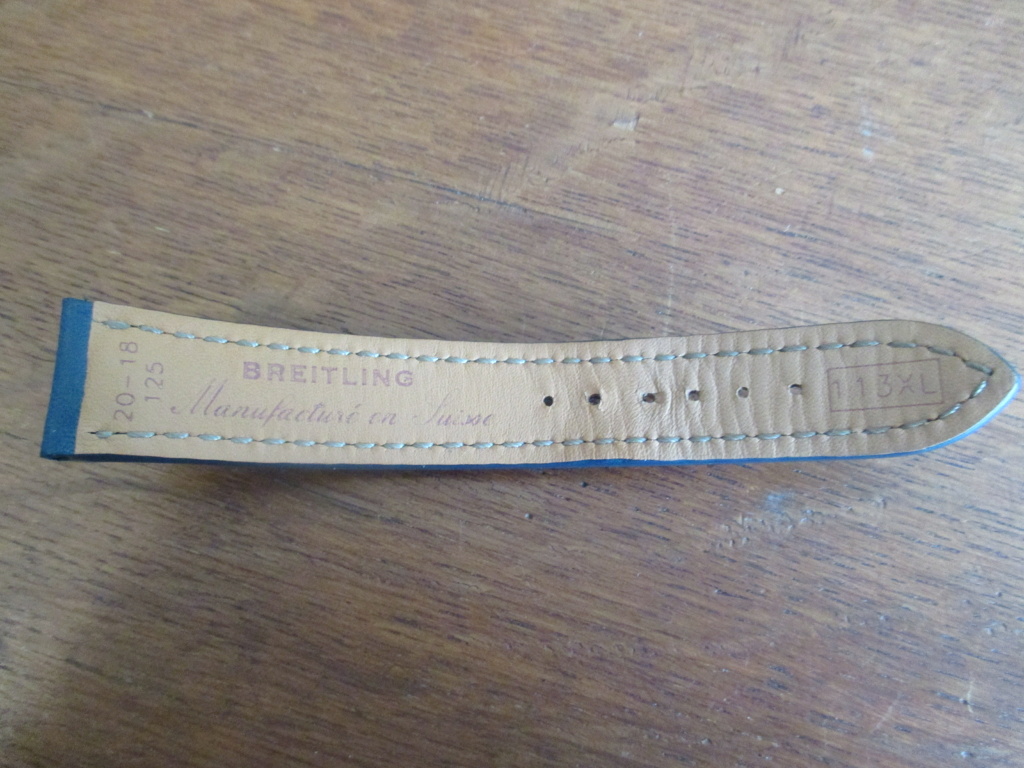 20-18
125
BREITLING
Manufacturé en Suisse
113XL